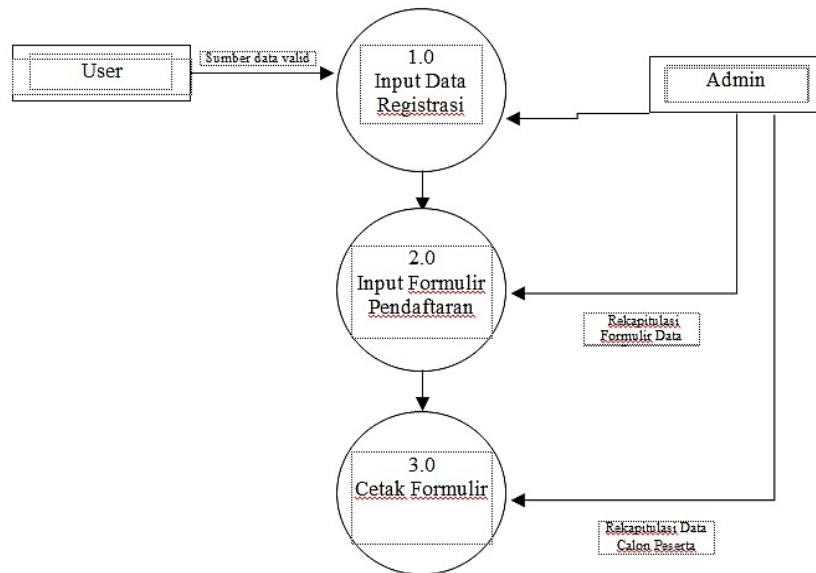 User
Sumber data valid
1.0
Input Data
Registrasi
Admin
2.0
Input Formulir
Pendaftaran
Rekapitulasi
Formulir Data
3.0
Cetak Formulir
Rekapitulasi Data
Calon Peserta